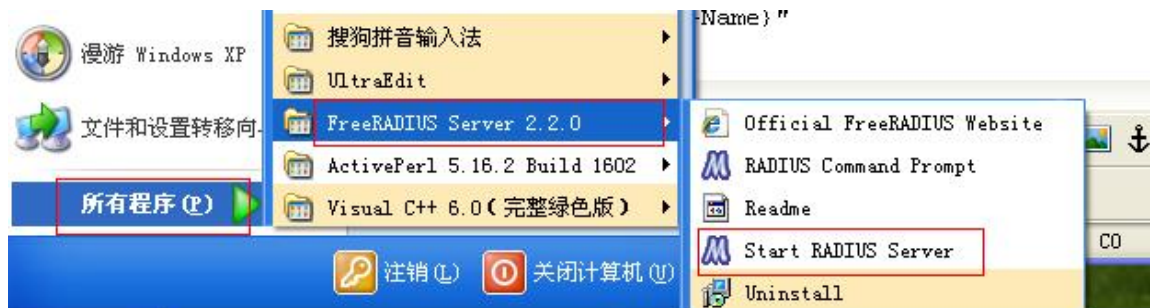 漫游 Windows XP
文件和设置转移向
所有程序(P)
搜狗拼音输入法
UltraEdit
FreeRADIUS Server 2.2.0
ActivePerl 5.16.2 Build 1602
Visual C++ 6.0(完整绿色版)
注销(L)
关闭计算机(U)
-Name}"
Official FreeRADIUS Website
RADIUS Command Prompt
Readme
Start RADIUS Server
Uninstall
CO